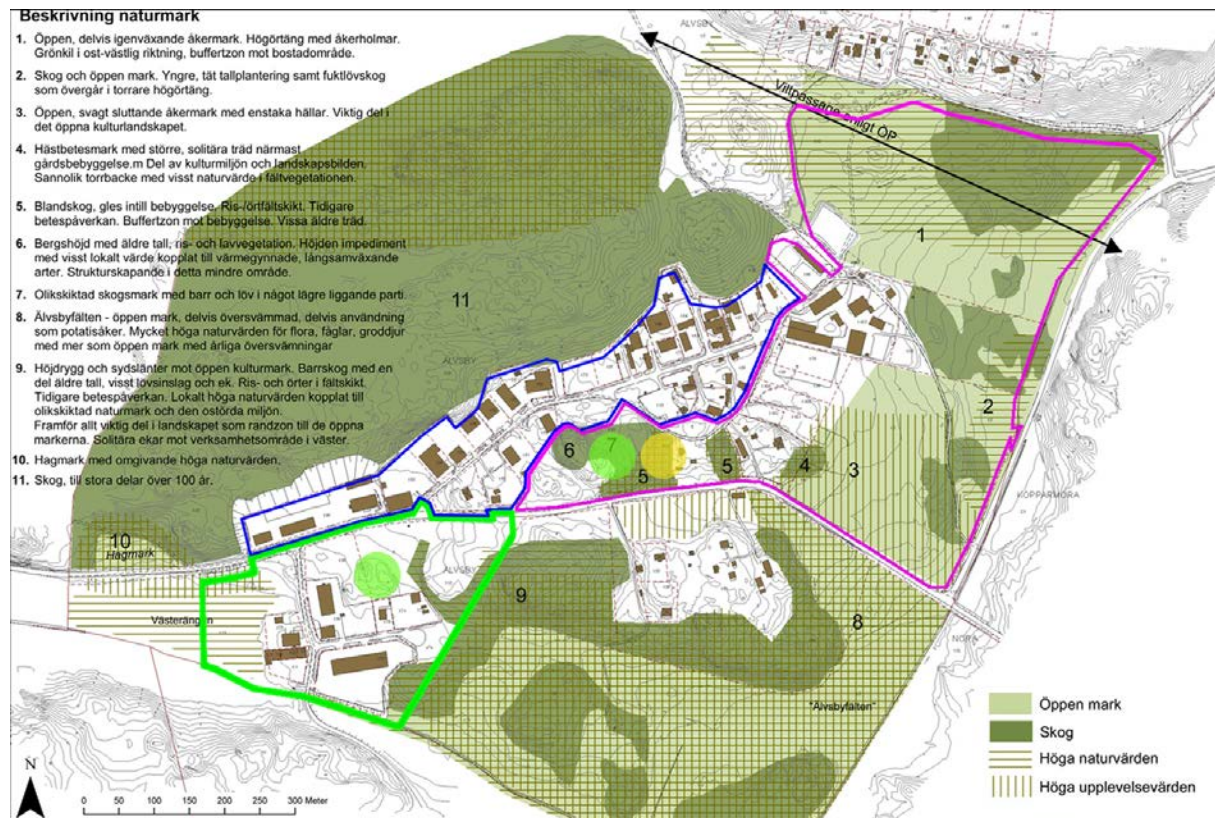 Beskrivning naturmark
1. Öppen, delvis igenväxande åkermark. Högörtäng med åkerholmar.
Grönkil i ost-västlig riktning, buffertzon mot bostadområde.
2. Skog och öppen mark. Yngre, tät tallplantering samt fuktlövskog
som övergår i torrare högörtäng.
3. Öppen, svagt sluttande åkermark med enstaka hällar. Viktig del i
det öppna kulturlandskapet.
4. Hästbetesmark med större, solitära träd närmast
gårdsbebyggelse.m Del av kulturmiljön och landskapsbilden.
Sannolik torrbacke med visst naturvärde i fältvegetationen.
5. Blandskog, gles intill bebyggelse. Ris-/örtfältskikt. Tidigare
betespåverkan. Buffertzon mot bebyggelse. Vissa äldre träd.
6. Bergshöjd med äldre tall, ris- och lavvegetation. Höjden impediment
med visst lokalt värde kopplat till värmegynnade, långsamväxande
arter. Strukturskapande i detta mindre område.
7. Olikskiktad skogsmark med barr och löv i något lägre liggande parti.
8. Älvsbyfälten - öppen mark, delvis översvämmad, delvis användning
som potatisåker. Mycket höga naturvärden för flora, fåglar, groddjur
med mer som öppen mark med årliga översvämningar
9. Höjdrygg och sydslänter mot öppen kulturmark. Barrskog med en
del äldre tall, visst lövsinslag och ek. Ris- och örter i fältskikt.
Tidigare betespåverkan. Lokalt höga naturvärden kopplat till
olikskiktad naturmark och den ostörda miljön.
Framför allt viktig del i landskapet som randzon till de öppna
markerna. Solitära ekar mot verksamhetsområde i väster.
10. Hagmark med omgivande höga naturvärden.
11. Skog, till stora delar över 100 år.
ÄLVSBY
Viltpassage enligt ÖP
1
11
ÄLVSBY
2
6
7
5
5
4
3
KOPPARMORA
10
Hagmark
ÄLVSBY
9
8
Västerängen
NORA
"Älvsbyfälten"
Öppen mark
Skog
Höga naturvärden
Höga upplevelsevärden
N
0 50 100 150 200 300 Meter